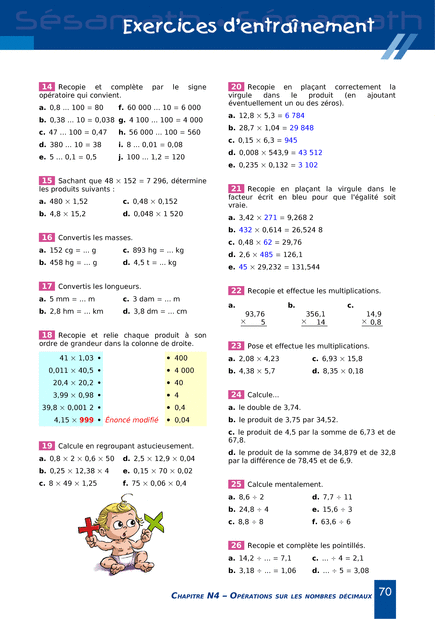 Exercices d'entraînement
14 Recopie et complète par le signe
opératoire qui convient.
a. 0,8 ... 100 = 80 f. 60 000 ... 10 = 6 000
b. 0,38 ... 10 = 0,038 g. 4 100 ... 100 = 4 000
c. 47 ... 100 = 0,47 h. 56 000 ... 100 = 560
d. 380 ... 10 = 38 i. 8 ... 0,01 = 0,08
e. 5 ... 0,1 = 0,5 j. 100 ... 1,2 = 120
15 Sachant que 48 × 152 = 7 296, détermine
les produits suivants :
a. 480 × 1,52 c. 0,48 × 0,152
b. 4,8 × 15,2 d. 0,048 × 1 520
16 Convertis les masses.
a. 152 cg = ... g c. 893 hg = ... kg
b. 458 hg = ... g d. 4,5 t = ... kg
17 Convertis les longueurs.
a. 5 mm = ... m c. 3 dam = ... m
b. 2,8 hm = ... km d. 3,8 dm = ... cm
18 Recopie et relie chaque produit à son
ordre de grandeur dans la colonne de droite.
41 × 1,03 • • 400
0,011 × 40,5 • • 4 000
20,4 × 20,2 • • 40
3,99 × 0,98 • • 4
39,8 × 0,001 2 • • 0,4
4,15 × 999 • Énoncé modifié • 0,04
19 Calcule en regroupant astucieusement.
a. 0,8 × 2 × 0,6 × 50 d. 2,5 × 12,9 × 0,04
b. 0,25 × 12,38 × 4 e. 0,15 × 70 × 0,02
c. 8 × 49 × 1,25 f. 75 × 0,06 × 0,4
20 Recopie en plaçant correctement la
virgule dans le produit (en ajoutant
éventuellement un ou des zéros).
a. 12,8 × 5,3 = 6 784
b. 28,7 × 1,04 = 29 848
c. 0,15 × 6,3 = 945
d. 0,008 × 543,9 = 43 512
e. 0,235 × 0,132 = 3 102
21 Recopie en plaçant la virgule dans le
facteur écrit en bleu pour que l'égalité soit
vraie.
a. 3,42 × 271 = 9,268 2
b. 432 × 0,614 = 26,524 8
c. 0,48 × 62 = 29,76
d. 2,6 × 485 = 126,1
e. 45 × 29,232 = 131,544
22 Recopie et effectue les multiplications.
a. b. c.
93,76 356,1 14,9
× 5 × 14 × 0,8
23 Pose et effectue les multiplications.
a. 2,08 × 4,23 c. 6,93 × 15,8
b. 4,38 × 5,7 d. 8,35 × 0,18
24 Calcule...
a. le double de 3,74.
b. le produit de 3,75 par 34,52.
c. le produit de 4,5 par la somme de 6,73 et de
67,8.
d. le produit de la somme de 34,879 et de 32,8
par la différence de 78,45 et de 6,9.
25 Calcule mentalement.
a. 8,6 ÷ 2 d. 7,7 ÷ 11
b. 24,8 ÷ 4 e. 15,6 ÷ 3
c. 8,8 ÷ 8 f. 63,6 ÷ 6
26 Recopie et complète les pointillés.
a. 14,2 ÷ ... = 7,1 c. ... ÷ 4 = 2,1
b. 3,18 ÷ ... = 1,06 d. ... ÷ 5 = 3,08
CHAPITRE N4 – OPÉRATIONS SUR LES NOMBRES DÉCIMAUX 70